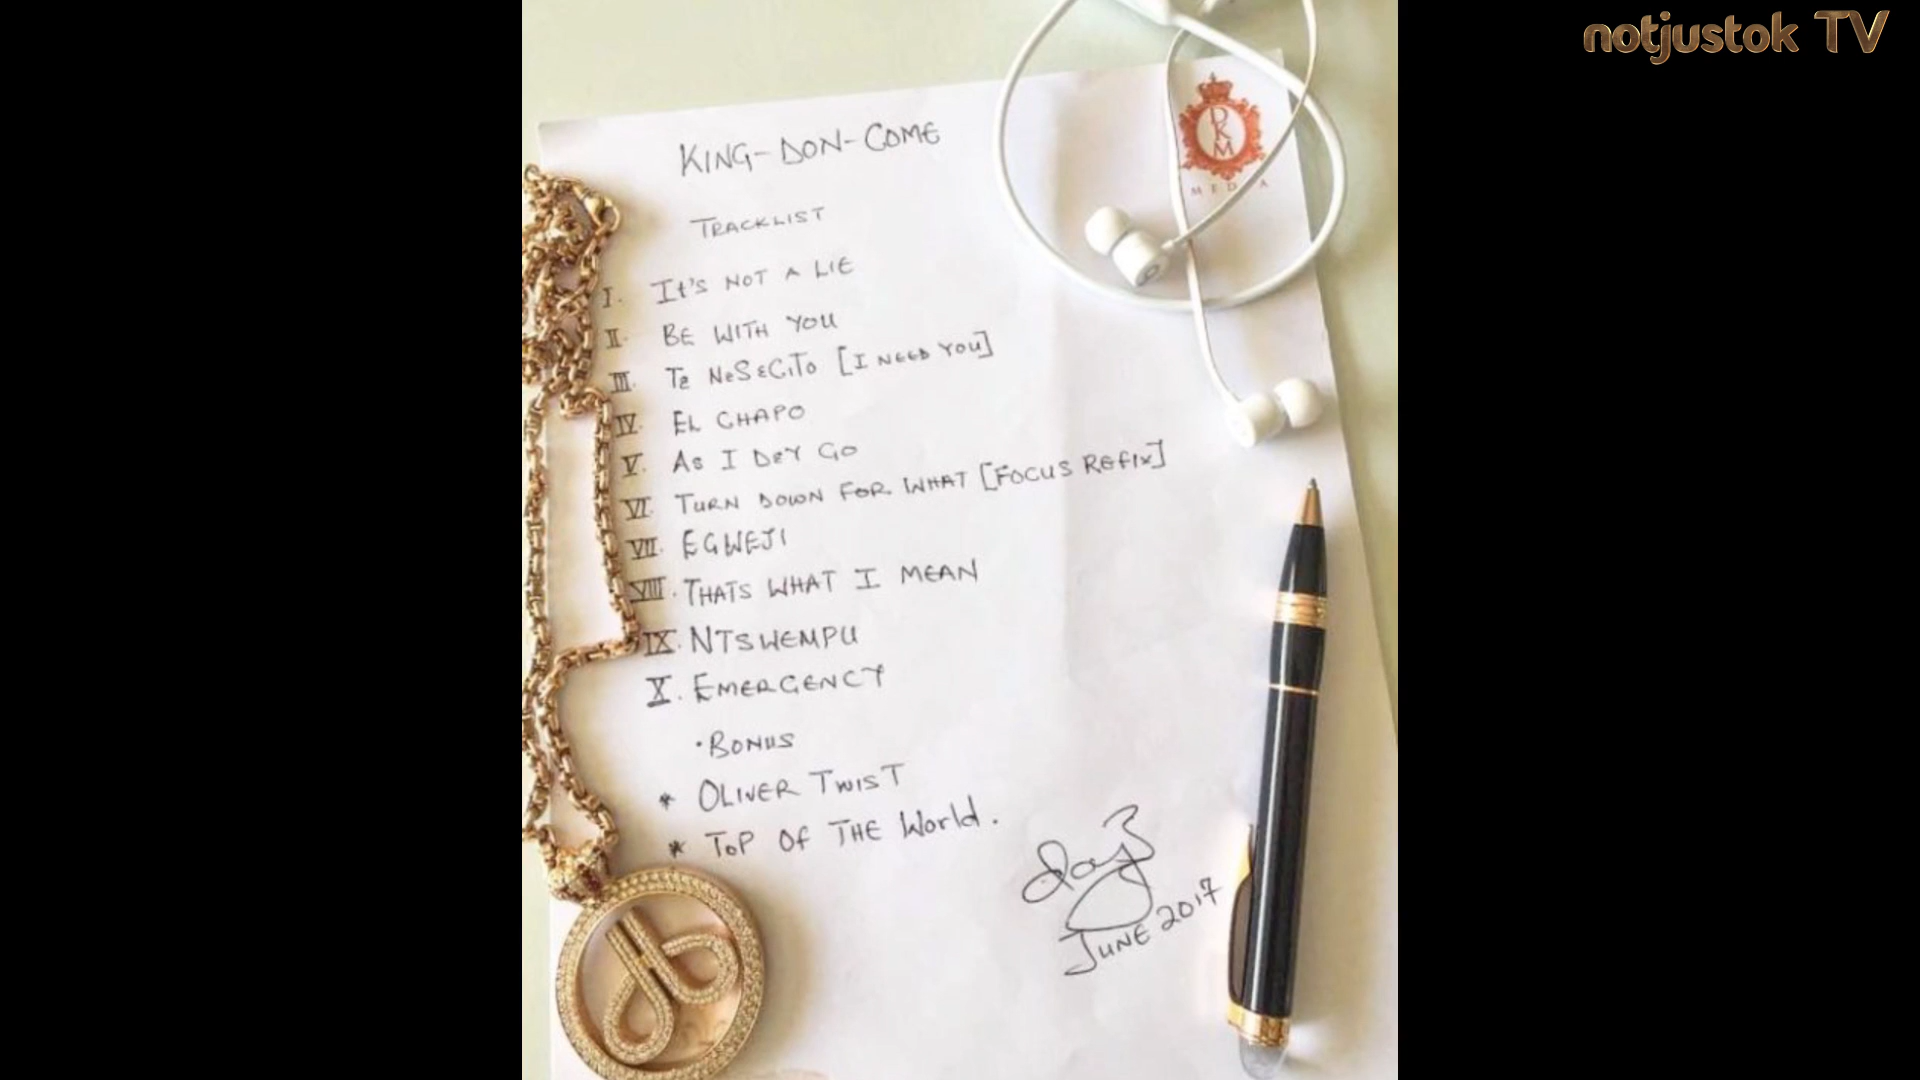 notjustok TV
DKM
MEDIA
KING-DON-COME
TRACKLIST
I. It's NOT A LIE
II. BE WITH YOU
III. Te NeSeCiTo [I NEED YOU]
IV. EL CHAPO
V. As I DEY GO
VI. TURN DOWN FOR WHAT [FOCUS REfix]
VII. EGWEJI
VIII. THATS WHAT I MEAN
IX. NTSWEMPU
X. EMERGENCY
• BONUS
* OLIVER TWIST
* ToP Of THE World.
JUNE 2017